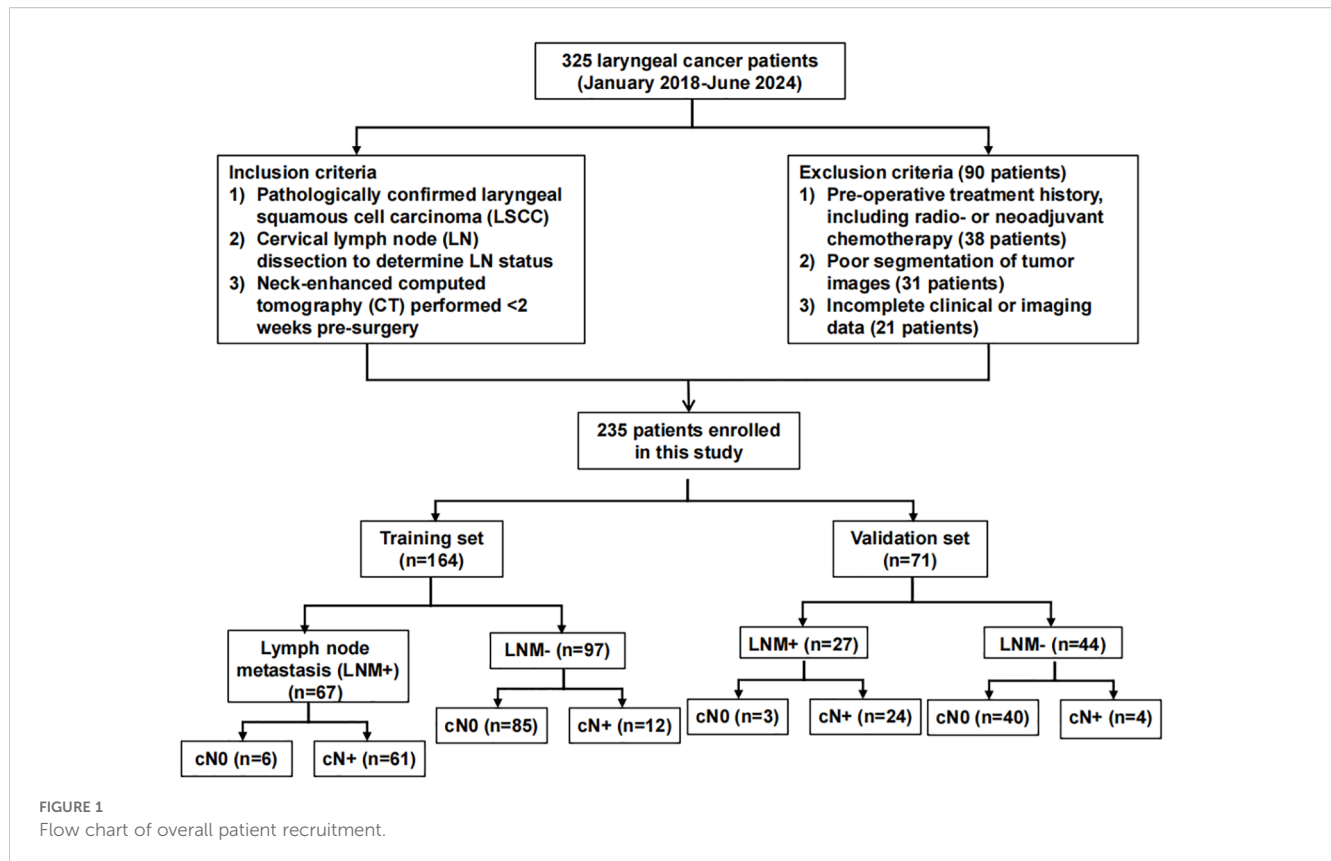 325 laryngeal cancer patients
(January 2018-June 2024)
Inclusion criteria
1) Pathologically confirmed laryngeal
squamous cell carcinoma (LSCC)
2) Cervical lymph node (LN)
dissection to determine LN status
3) Neck-enhanced computed
tomography (CT) performed <2
weeks pre-surgery
Exclusion criteria (90 patients)
1) Pre-operative treatment history,
including radio- or neoadjuvant
chemotherapy (38 patients)
2) Poor segmentation of tumor
images (31 patients)
3) Incomplete clinical or imaging
data (21 patients)
235 patients enrolled
in this study
Training set
(n=164)
Validation set
(n=71)
Lymph node
metastasis (LNM+)
(n=67)
LNM- (n=97)
LNM+ (n=27)
LNM- (n=44)
cN0 (n=6)
cN+ (n=61)
cN0 (n=85)
cN+ (n=12)
cN0 (n=3)
cN+ (n=24)
cN0 (n=40)
cN+ (n=4)
FIGURE 1
Flow chart of overall patient recruitment.